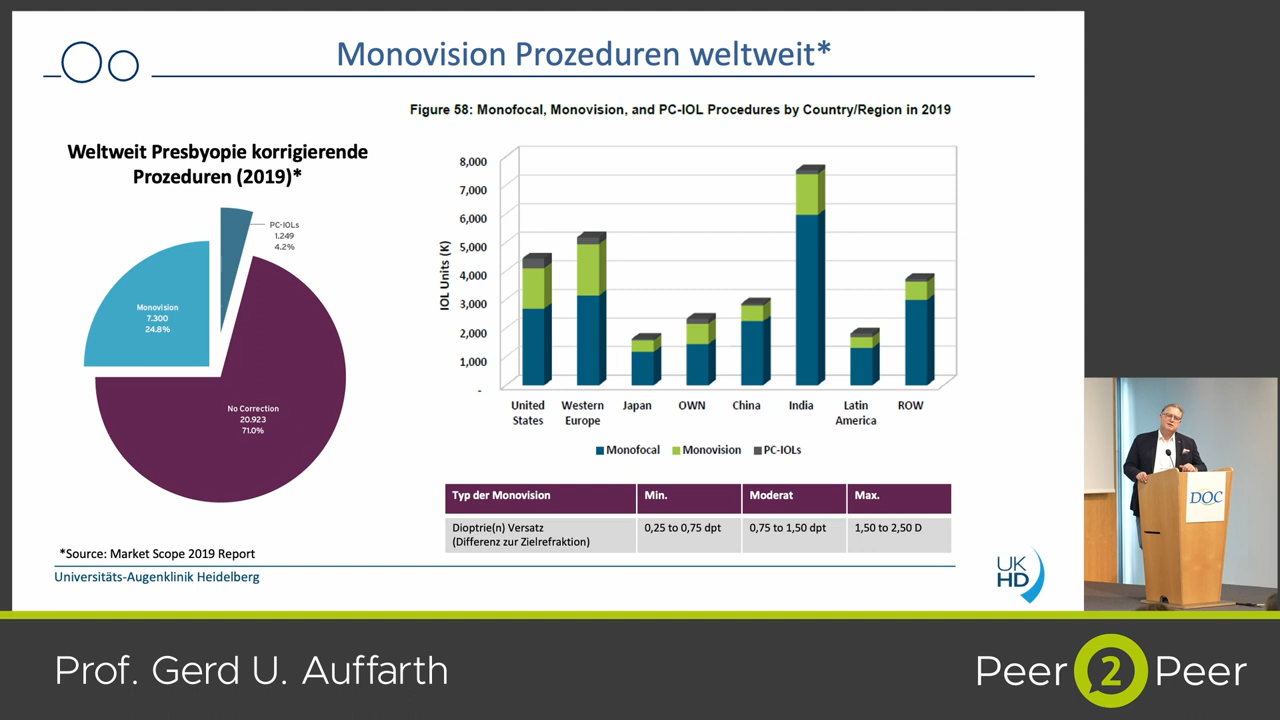 Monovision Prozeduren weltweit*
Weltweit Presbyopie korrigierende
Prozeduren (2019)*
PC-IOLs
1.249
4.2%
Monovision
7.300
24.8%
No Correction
20.923
71.0%
*Source: Market Scope 2019 Report
Universitäts-Augenklinik Heidelberg
Figure 58: Monofocal, Monovision, and PC-IOL Procedures by Country/Region in 2019
IOL Units (K)
8,000
7,000
6,000
5,000
4,000
3,000
2,000
1,000
-
United States
Western Europe
Japan
OWN
China
India
Latin America
ROW
Monofocal Monovision PC-IOLs
Typ der Monovision Min. Moderat Max.
Dioptrie(n) Versatz 0,25 to 0,75 dpt 0,75 to 1,50 dpt 1,50 to 2,50 D
(Differenz zur Zielrefraktion)
UK
HD
DOC
Prof. Gerd U. Auffarth
Peer 2 Peer